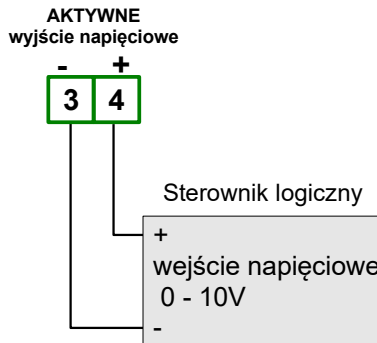 AKTYWNE
wyjście napięciowe
- +
3 4
Sterownik logiczny
+
wejście napięciowe
0 - 10V
-